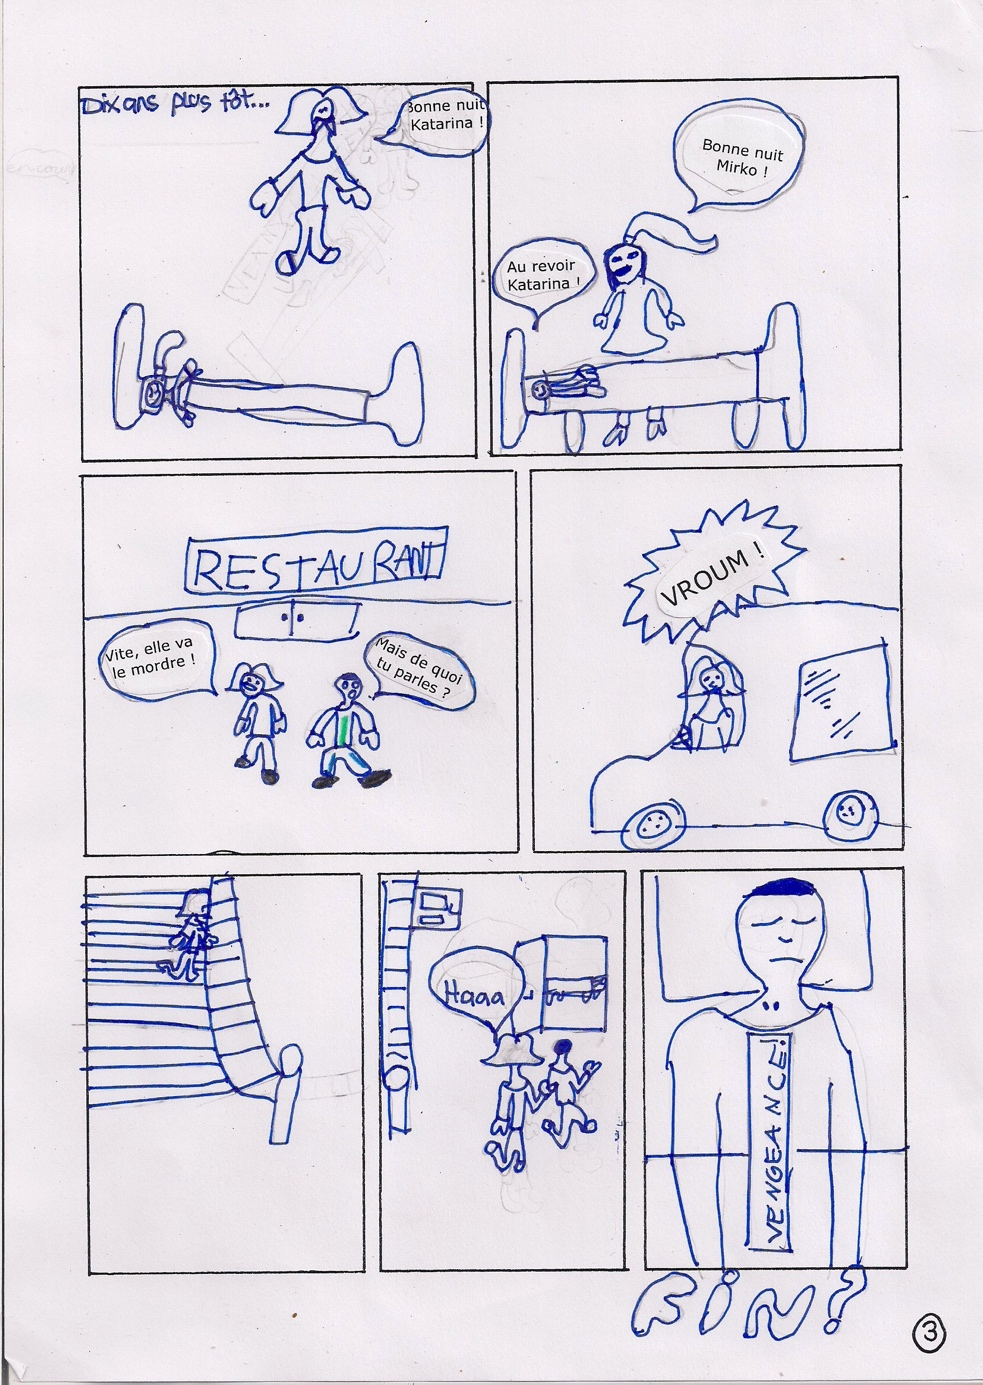 Dix ans plus tôt...
Bonne nuit
Katarina !
Bonne nuit
Mirko !
Au revoir
Katarina !
RESTAURANT
Vite, elle va
le mordre !
Mais de quoi
tu parles ?
VROUM !
Haaa
VENGEANCE!
FIN?
3